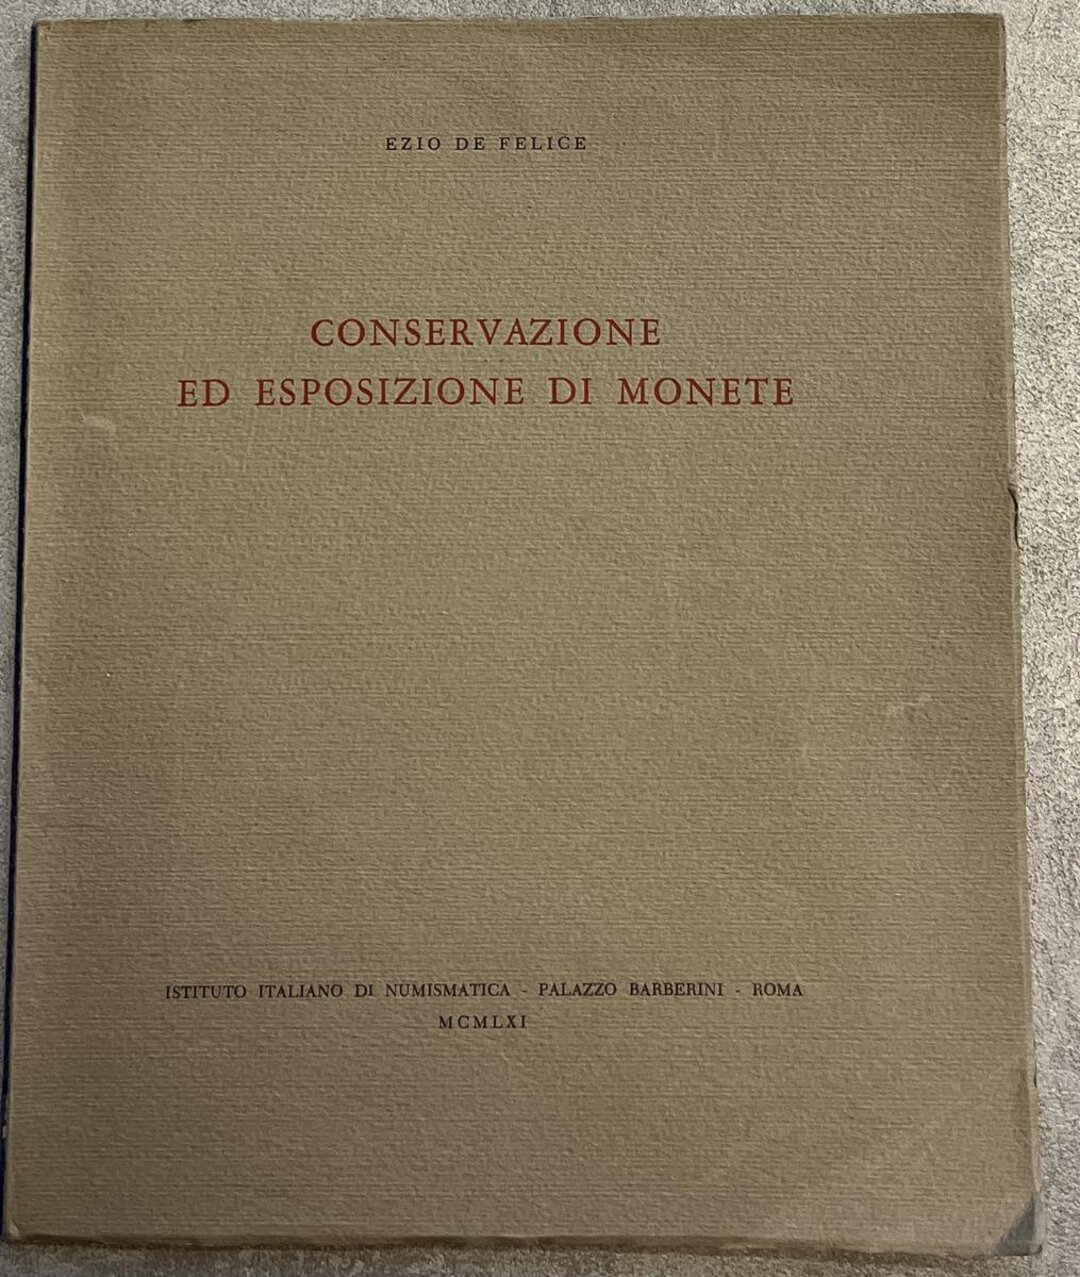 EZIO DE FELICE
CONSERVAZIONE
ED ESPOSIZIONE DI MONETE
ISTITUTO ITALIANO DI NUMISMATICA - PALAZZO BARBERINI - ROMA
MCMLXI